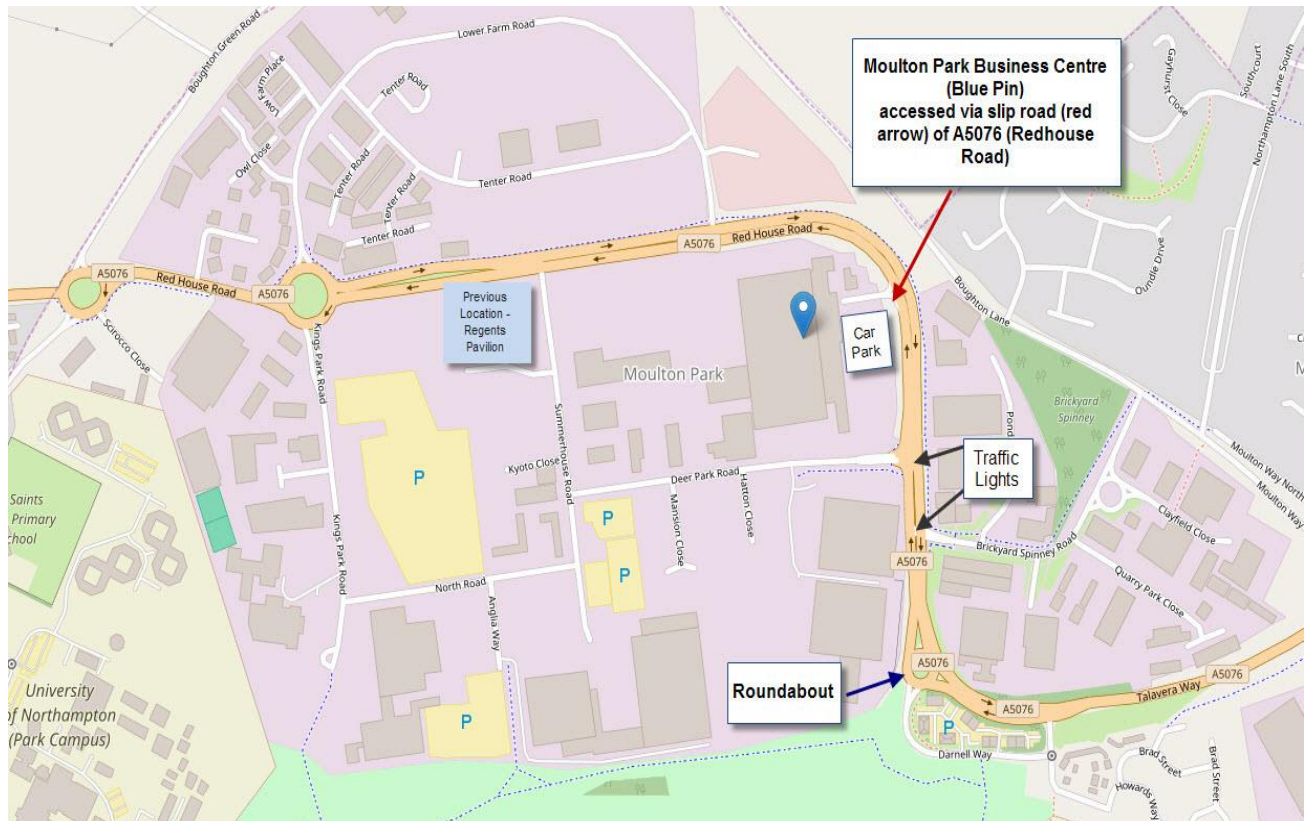 Boughton Green Road
Lower Farm Road
Low Farm Place
Tenter Road
Owl Close
Tenter Road
Tenter Road
Tenter Road
Tenter Road
Moulton Park Business Centre
(Blue Pin)
accessed via slip road (red
arrow) of A5076 (Redhouse
Road)
Gayhurst Close
Southcourt
Northampton Lane South
Oundle Drive
Boughton Lane
A5076
Red House Road
A5076
A5076
Red House Road
Scirocco Close
Kings Park Road
Previous
Location -
Regents
Pavilion
Car
Park
Moulton Park
Brickyard
Spinney
Pond
Summerhouse Road
Kyoto Close
Deer Park Road
Mansion Close
Hatton Close
Traffic
Lights
Moulton Way North
Moulton Way
Clayfield Close
Brickyard Spinney Road
Quarry Park Close
P
P
P
Saints
Primary
chool
Kings Park Road
North Road
Anglia Way
A5076
A5076
Roundabout
A5076
Talavera Way
A5076
A5076
University
of Northampton
(Park Campus)
P
P
Darnell Way
Brad Street
Brad Street
Howards Way